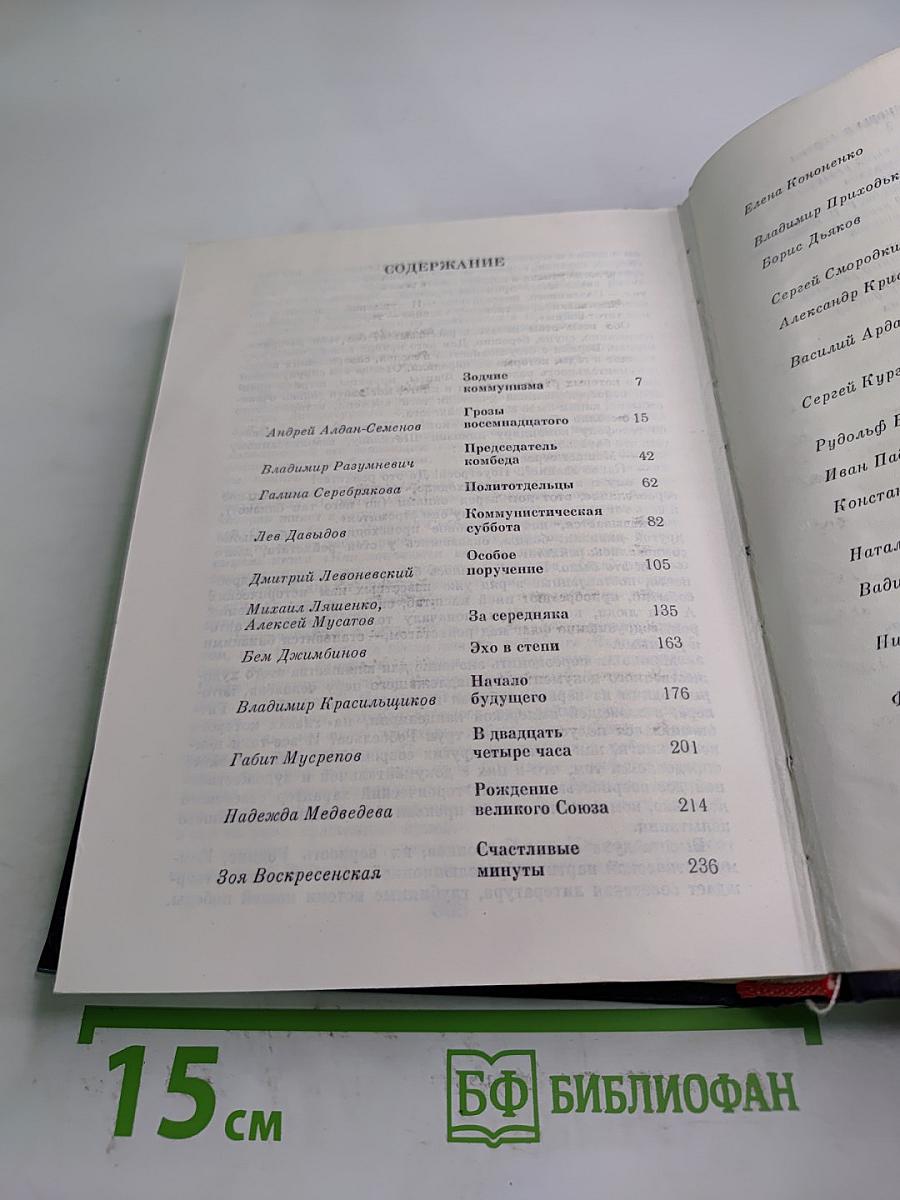 СОДЕРЖАНИЕ
Зодчие
коммунизма 7
Андрей Алдан-Семенов
Грозы
восемнадцатого 15
Владимир Разумневич
Председатель
комбеда 42
Галина Серебрякова Политотдельцы 62
Лев Давыдов
Коммунистическая
суббота 82
Дмитрий Левоневский
Особое
поручение 105
Михаил Ляшенко,
Алексей Мусатов За середняка 135
Бем Джимбинов Эхо в степи 163
Владимир Красильщиков
Начало
будущего 176
Габит Мусрепов
В двадцать
четыре часа 201
Надежда Медведева
Рождение
великого Союза 214
Зоя Воскресенская
Счастливые
минуты 236
Елена Кононенко
Владимир Приходьк
Борис Дьяков
Сергей Смородки
Александр Крис
Василий Арда
Сергей Кург
Рудольф
Иван Пад
Констан
Натал
Вади
Ни
15 см
БФ БИБЛИОФАН